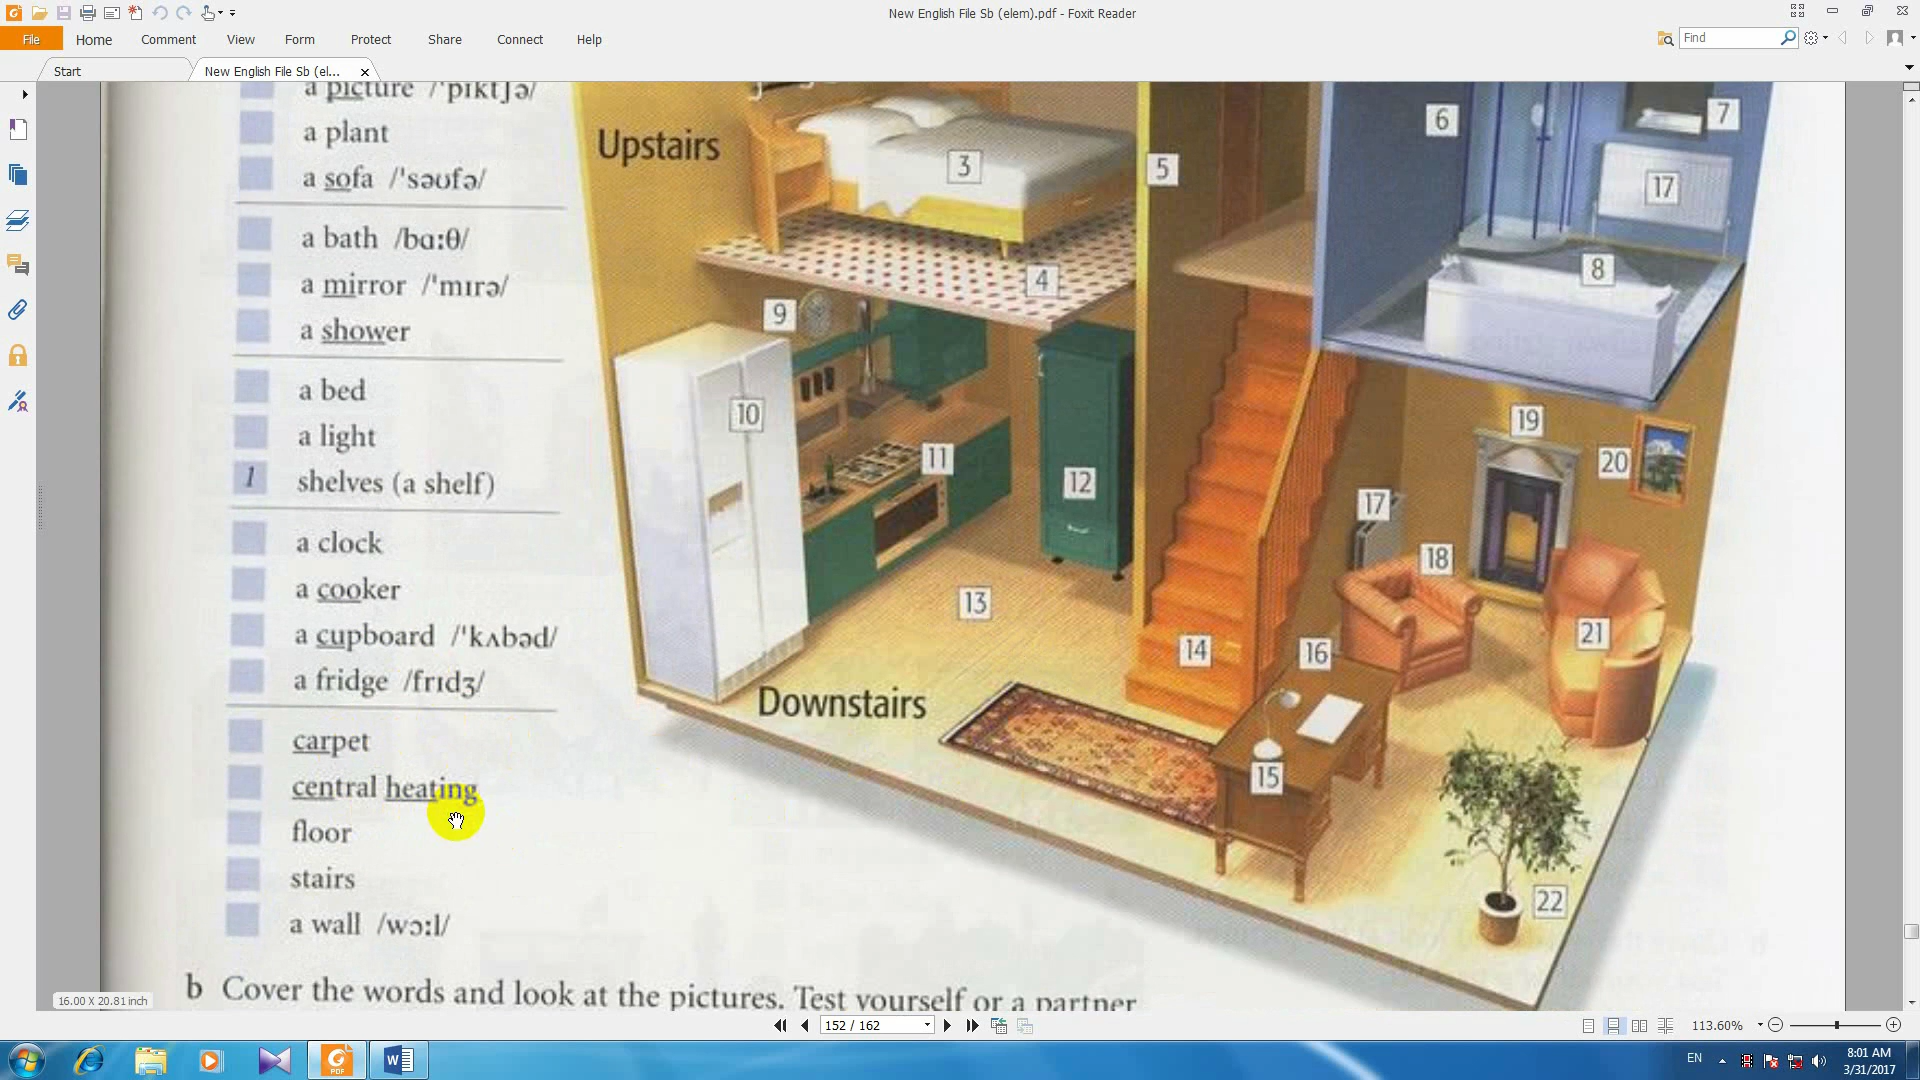 New English File Sb (elem).pdf - Foxit Reader
File Home Comment View Form Protect Share Connect Help
Find
Start
New English File Sb (el...
a picture /'pɪktʃə/
a plant
a sofa /'səʊfə/
a bath /bɑːθ/
a mirror /'mɪrə/
a shower
a bed
a light
1 shelves (a shelf)
a clock
a cooker
a cupboard /'kʌbəd/
a fridge /frɪdʒ/
carpet
central heating
floor
stairs
a wall /wɔːl/
b Cover the words and look at the pictures. Test yourself or a partner
Upstairs
3
4
5
6
7
17
8
9
10
11
12
13
14
15
16
17
18
19
20
21
22
Downstairs
16.00 X 20.81 inch
152 / 162
113.60%
EN
8:01 AM
3/31/2017
PDF